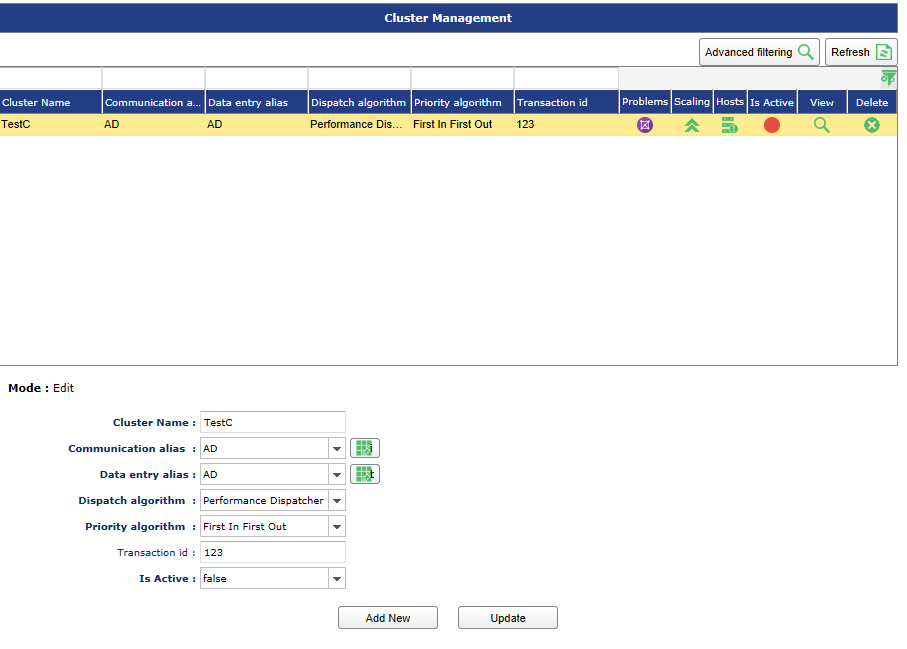 Cluster Management
Advanced filtering Refresh
Cluster Name Communication a... Data entry alias Dispatch algorithm Priority algorithm Transaction id Problems Scaling Hosts Is Active View Delete
TestC AD AD Performance Dis... First In First Out 123
Mode : Edit
Cluster Name : TestC
Communication alias : AD
Data entry alias : AD
Dispatch algorithm : Performance Dispatcher
Priority algorithm : First In First Out
Transaction id : 123
Is Active : false
Add New Update